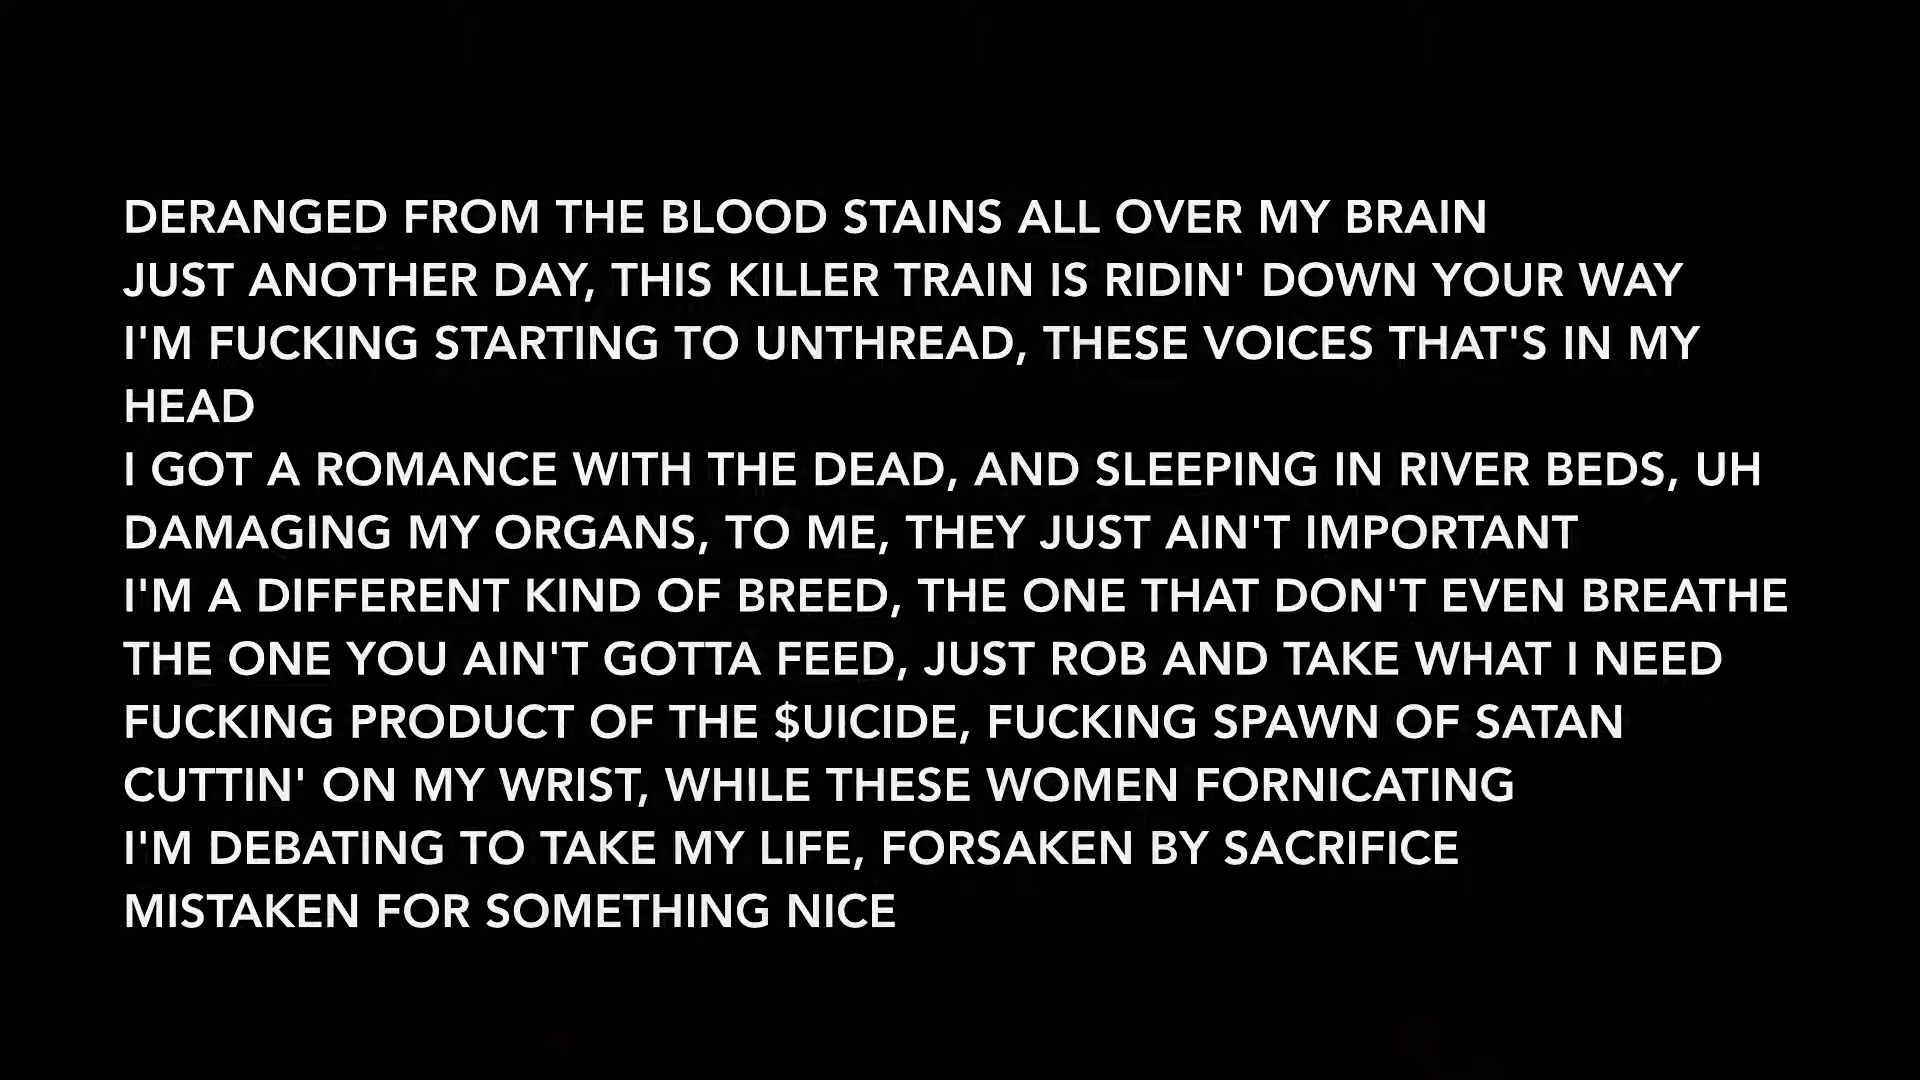 DERANGED FROM THE BLOOD STAINS ALL OVER MY BRAIN
JUST ANOTHER DAY, THIS KILLER TRAIN IS RIDIN' DOWN YOUR WAY
I'M FUCKING STARTING TO UNTHREAD, THESE VOICES THAT'S IN MY
HEAD
I GOT A ROMANCE WITH THE DEAD, AND SLEEPING IN RIVER BEDS, UH
DAMAGING MY ORGANS, TO ME, THEY JUST AIN'T IMPORTANT
I'M A DIFFERENT KIND OF BREED, THE ONE THAT DON'T EVEN BREATHE
THE ONE YOU AIN'T GOTTA FEED, JUST ROB AND TAKE WHAT I NEED
FUCKING PRODUCT OF THE $UICIDE, FUCKING SPAWN OF SATAN
CUTTIN' ON MY WRIST, WHILE THESE WOMEN FORNICATING
I'M DEBATING TO TAKE MY LIFE, FORSAKEN BY SACRIFICE
MISTAKEN FOR SOMETHING NICE